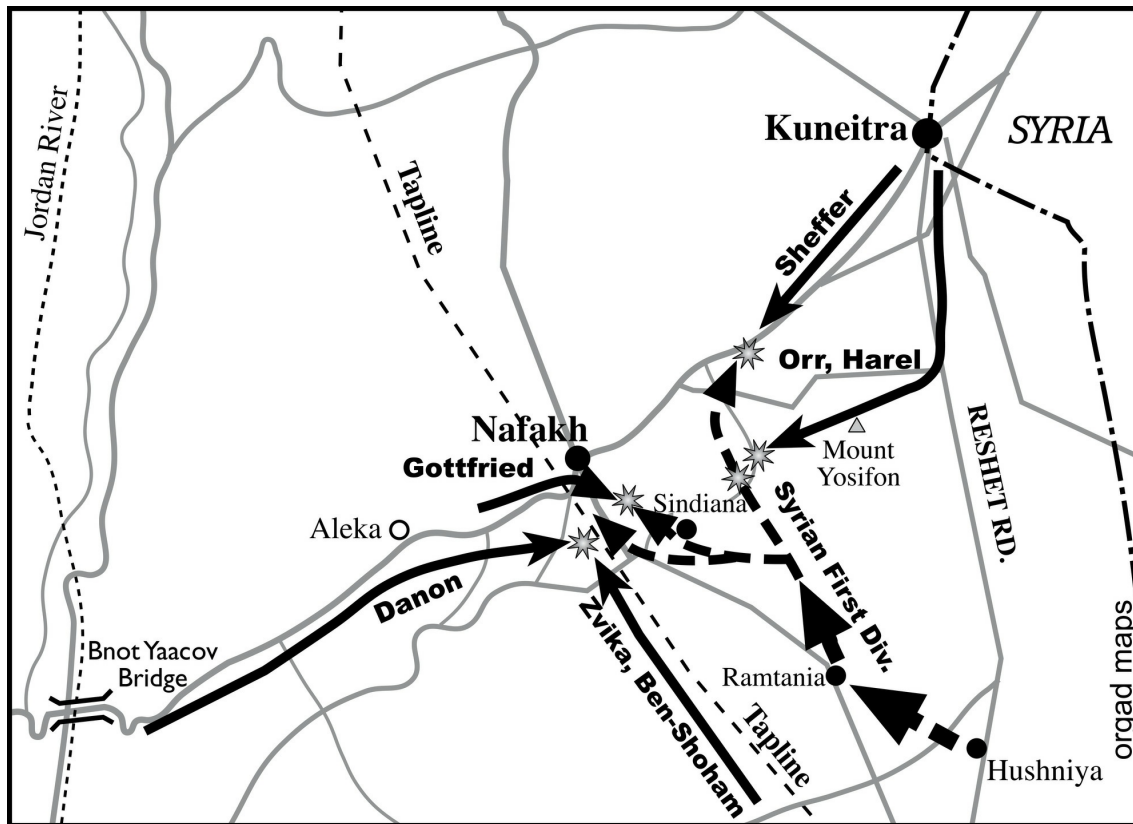 Kuneitra
SYRIA
Jordan River
Tapline
Sheffer
Orr, Harel
Nafakh
Gottfried
Mount
Yosifon
RESHET RD.
Sindiana
Aleka
Syrian First Div.
Danon
Zvika, Ben-Shoham
Bnot Yaacov
Bridge
Ramtania
Tapline
Hushniya
orgad maps